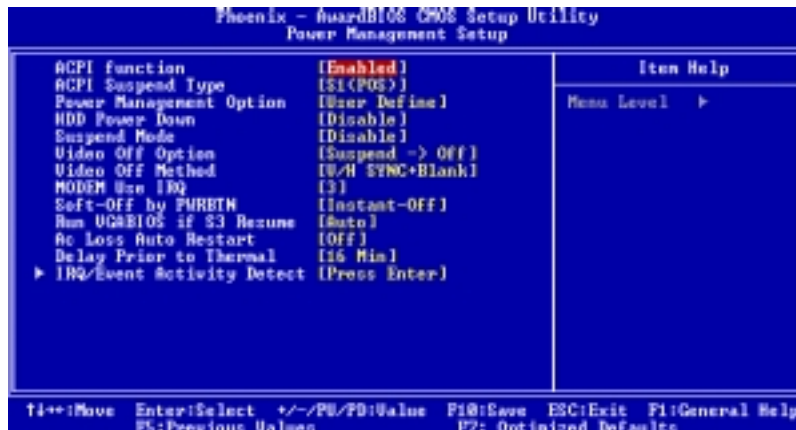 Phoenix - AwardBIOS CMOS Setup Utility
Power Management Setup
ACPI function [Enabled]
ACPI Suspend Type [S1(POS)]
Power Management Option [User Define]
HDD Power Down [Disable]
Suspend Mode [Disable]
Video Off Option [Suspend -> Off]
Video Off Method [V/H SYNC+Blank]
MODEM Use IRQ [3]
Soft-Off by PWRBTN [Instant-Off]
Run VGABIOS if S3 Resume [Auto]
Ac Loss Auto Restart [Off]
Delay Prior to Thermal [16 Min]
▶ IRQ/Event Activity Detect [Press Enter]
Item Help
Menu Level ▶
↑↓←→:Move Enter:Select +/-/PU/PD:Value F10:Save ESC:Exit F1:General Help
F5:Previous Values F7: Optimized Defaults